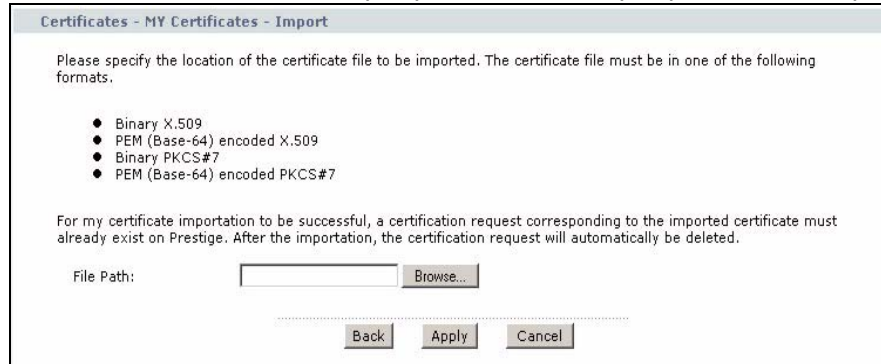 Certificates - MY Certificates - Import
Please specify the location of the certificate file to be imported. The certificate file must be in one of the following
formats.
● Binary X.509
● PEM (Base-64) encoded X.509
● Binary PKCS#7
● PEM (Base-64) encoded PKCS#7
For my certificate importation to be successful, a certification request corresponding to the imported certificate must
already exist on Prestige. After the importation, the certification request will automatically be deleted.
File Path: Browse...
Back Apply Cancel